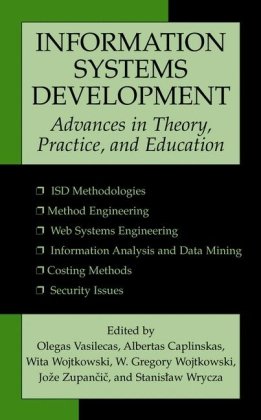 INFORMATION
SYSTEMS
DEVELOPMENT
Advances in Theory,
Practice, and Education
❒ ISD Methodologies
❒ Method Engineering
❒ Web Systems Engineering
❒ Information Analysis and Data Mining
❒ Costing Methods
❒ Security Issues
Edited by
Olegas Vasilecas, Albertas Caplinskas,
Wita Wojtkowski, W. Gregory Wojtkowski,
Jože Zupančič, and Stanisław Wrycza